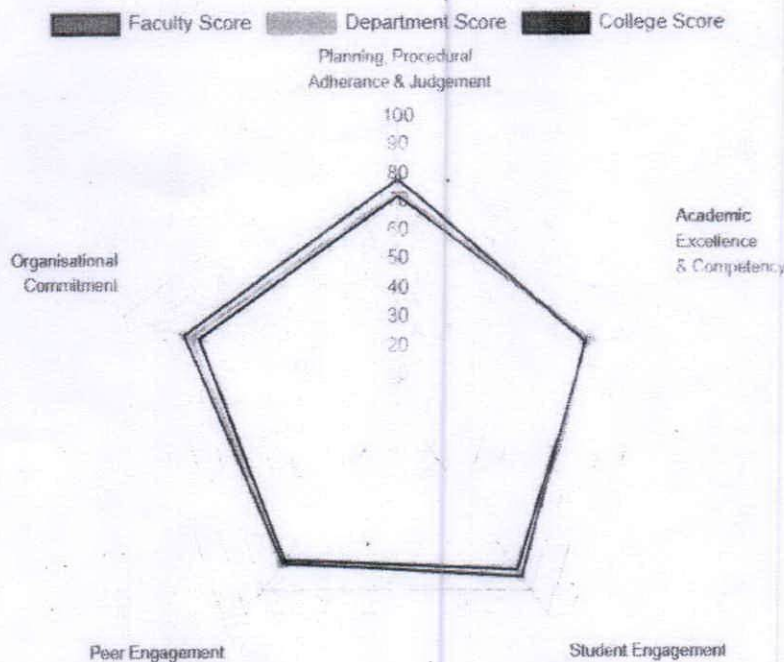 Faculty Score Department Score College Score
Planning, Procedural
Adherance & Judgement
100
90
80
60
50
40
30
20
Academic
Excellence
& Competency
Organisational
Commitment
Peer Engagement
Student Engagement